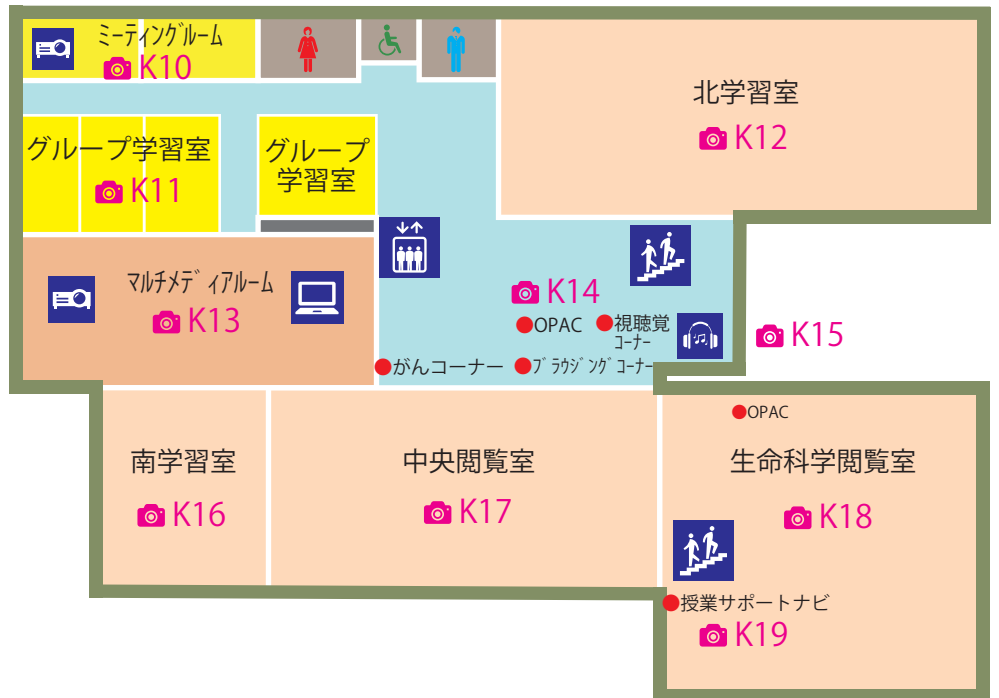 ミーティングルーム
K10
北学習室
K12
グループ学習室
K11
グループ
学習室
マルチメディアルーム
K13
K14
OPAC
視聴覚
コーナー
K15
がんコーナー
ブラウジングコーナー
OPAC
南学習室
K16
中央閲覧室
K17
生命科学閲覧室
K18
授業サポートナビ
K19